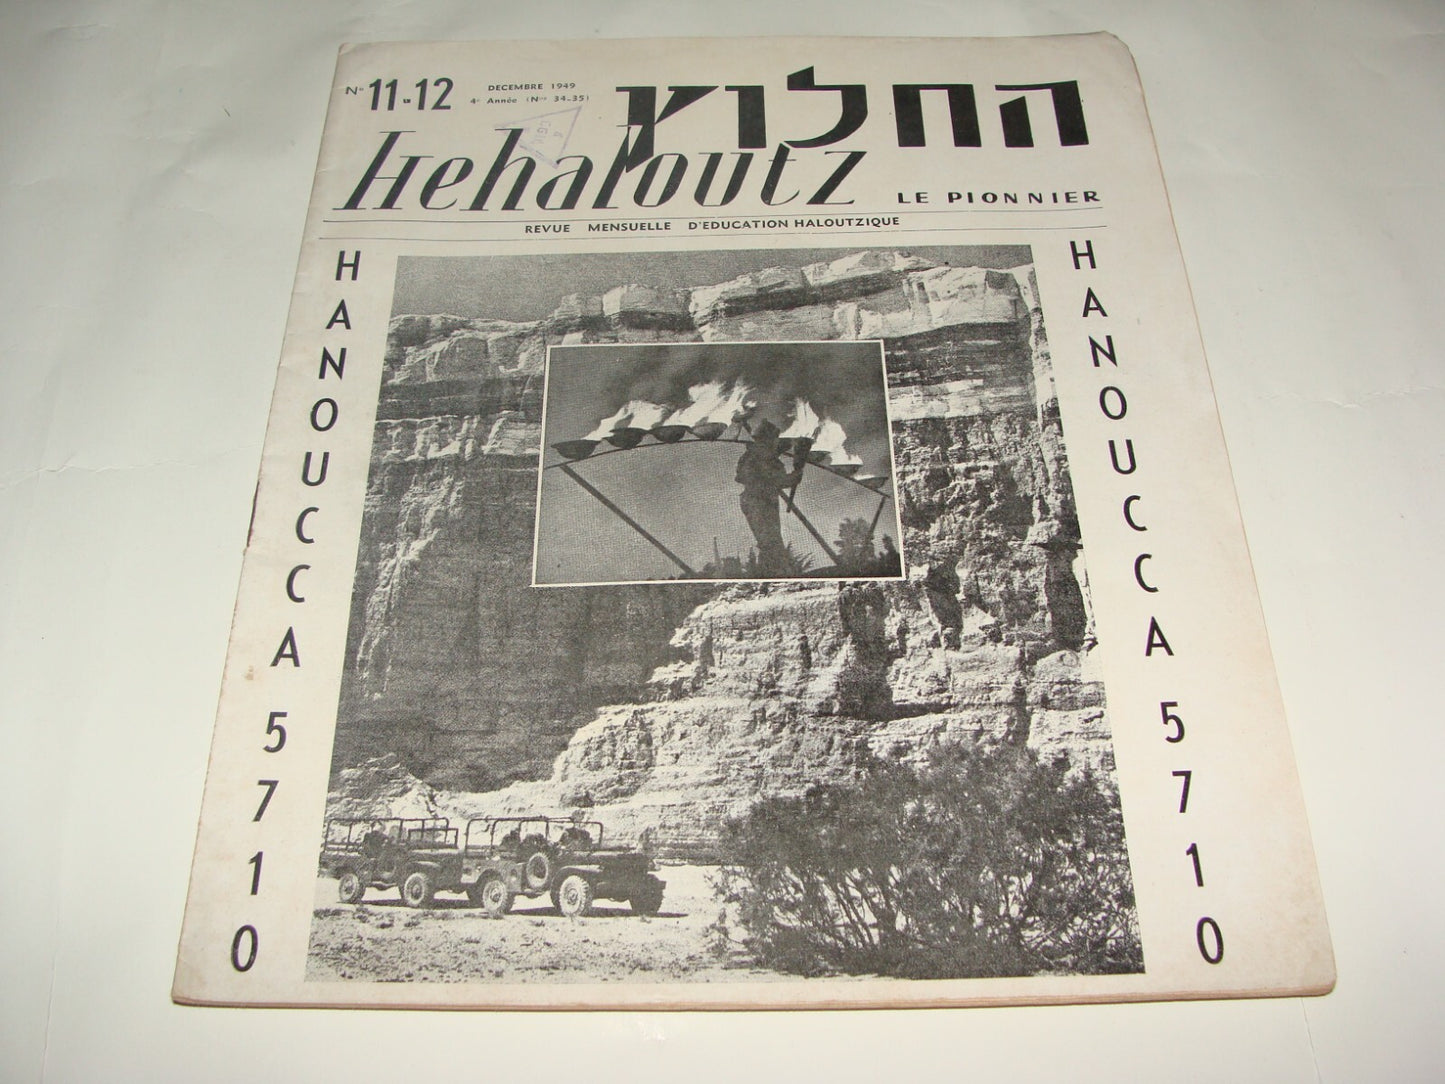 Nº 11-12
DECEMBRE 1949
4e Année (Nos 34-35)
החלוץ
Hehaloutz
LE PIONNIER
REVUE MENSUELLE D'EDUCATION HALOUTZIQUE
HANOUCCA 5710
HANOUCCA 5710